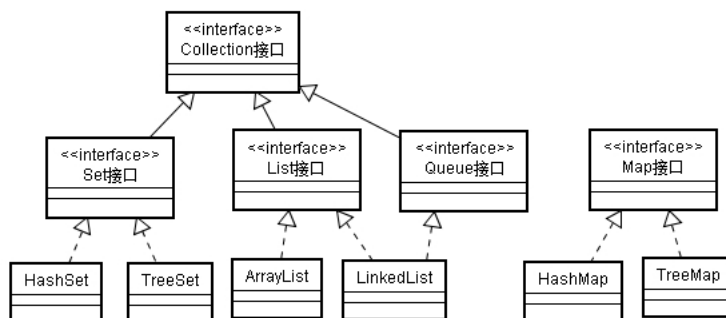 <<interface>>
Collection接口
<<interface>>
Set接口
<<interface>>
List接口
<<interface>>
Queue接口
<<interface>>
Map接口
HashSet
TreeSet
ArrayList
LinkedList
HashMap
TreeMap